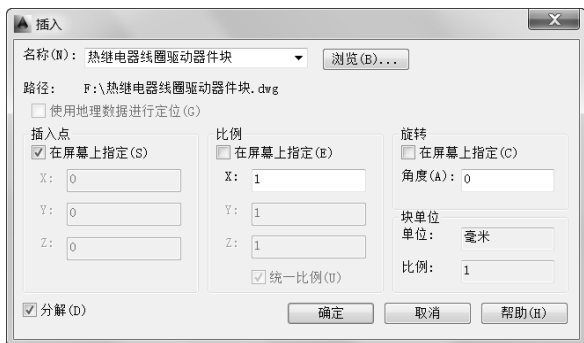 插入
名称(N): 热继电器线圈驱动器件块 浏览(B)...
路径: F:\热继电器线圈驱动器件块.dwg
使用地理数据进行定位(G)
插入点
在屏幕上指定(S)
X: 0
Y: 0
Z: 0
比例
在屏幕上指定(E)
X: 1
Y: 1
Z: 1
统一比例(U)
旋转
在屏幕上指定(C)
角度(A): 0
块单位
单位: 毫米
比例: 1
分解(D)
确定 取消 帮助(H)